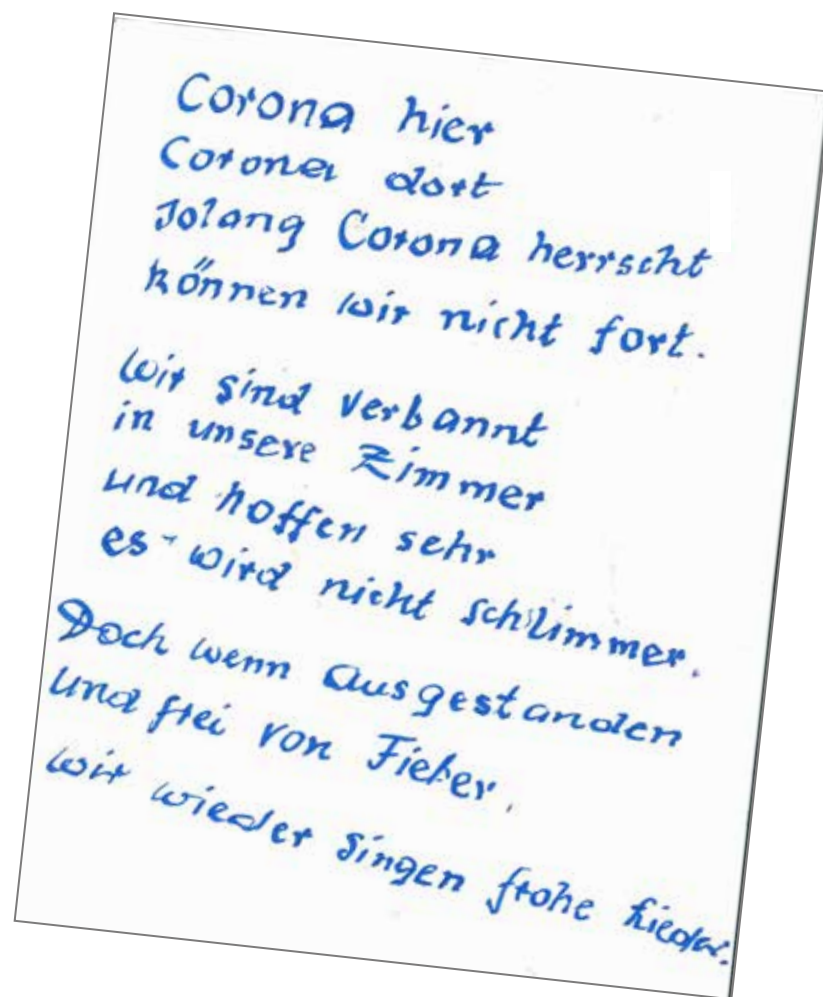 Corona hier
Corona dort
solang Corona herrscht
können wir nicht fort.
Wir sind verbannt
in unsere Zimmer
und hoffen sehr
es wird nicht schlimmer.
Doch wenn ausgestanden
und frei von Fieber.
wir wieder singen frohe Lieder.